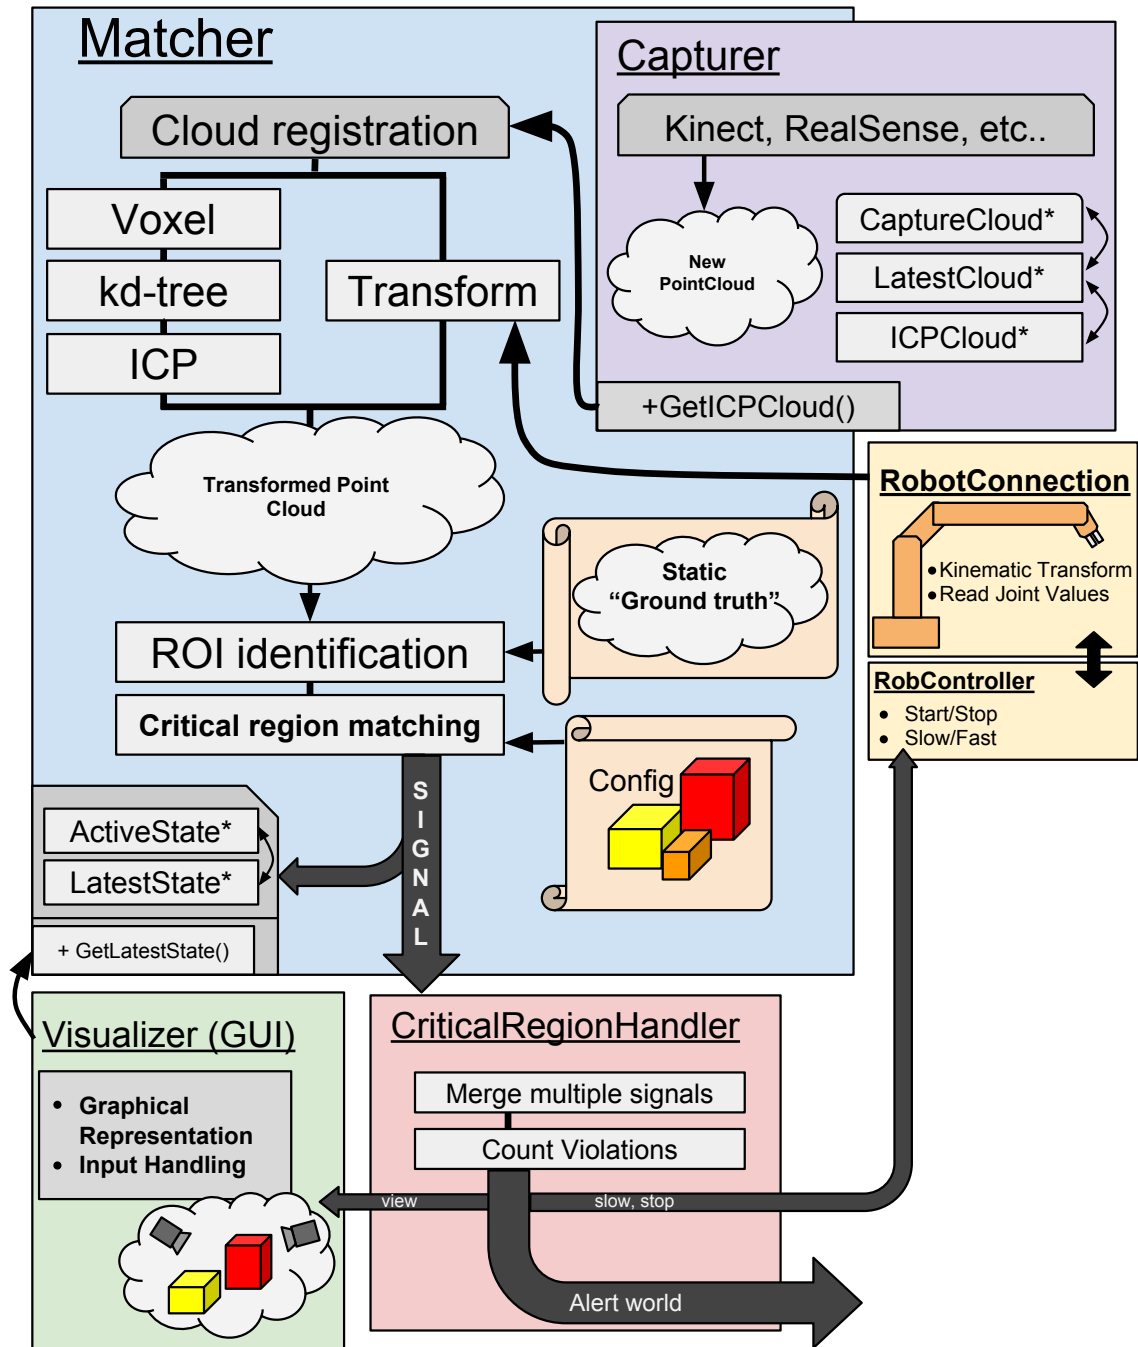 Matcher
Cloud registration
Voxel
kd-tree
ICP
Transform
Transformed Point
Cloud
ROI identification
Critical region matching
Static
“Ground truth”
Config
SIGNAL
ActiveState*
LatestState*
+ GetLatestState()
Capturer
Kinect, RealSense, etc..
New
PointCloud
CaptureCloud*
LatestCloud*
ICPCloud*
+GetICPCloud()
RobotConnection
●Kinematic Transform
●Read Joint Values
RobController
● Start/Stop
● Slow/Fast
Visualizer (GUI)
● Graphical
Representation
● Input Handling
CriticalRegionHandler
Merge multiple signals
Count Violations
view
slow, stop
Alert world